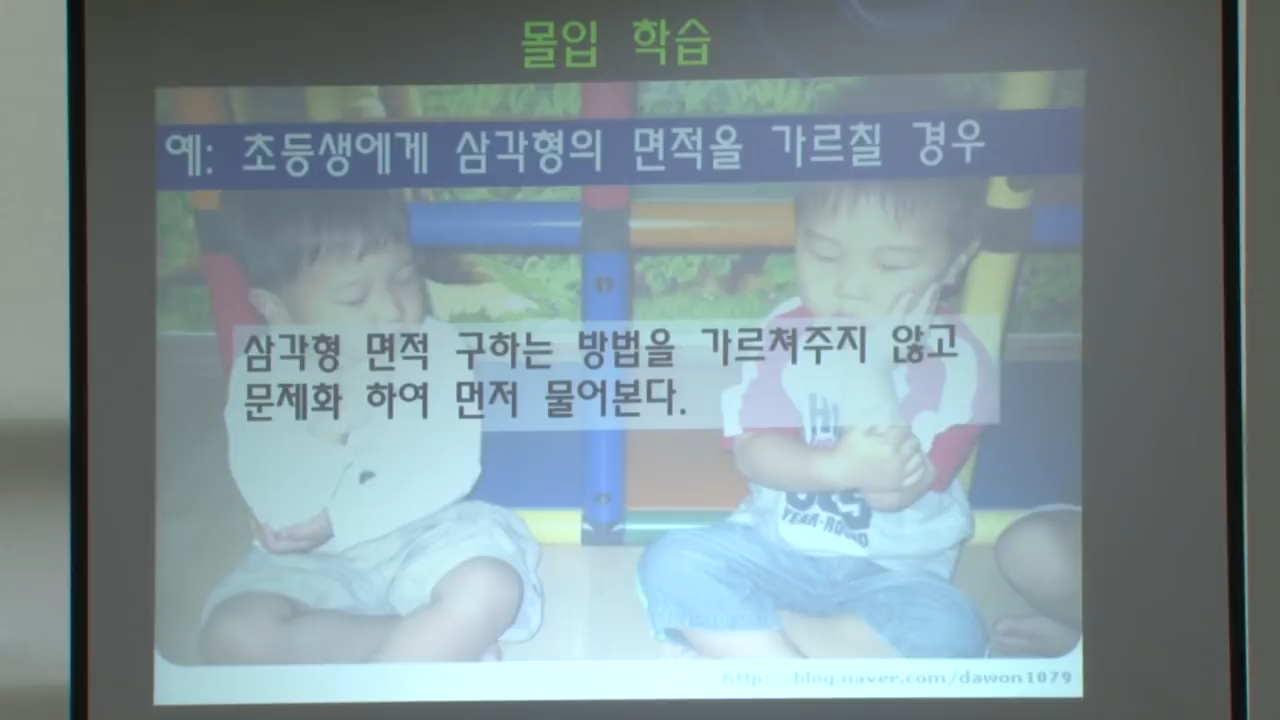 몰입 학습
예: 초등생에게 삼각형의 면적을 가르칠 경우
삼각형 면적 구하는 방법을 가르쳐주지 않고
문제화 하여 먼저 물어본다.
YEAR-ROUND
http://blog.naver.com/dawon1079